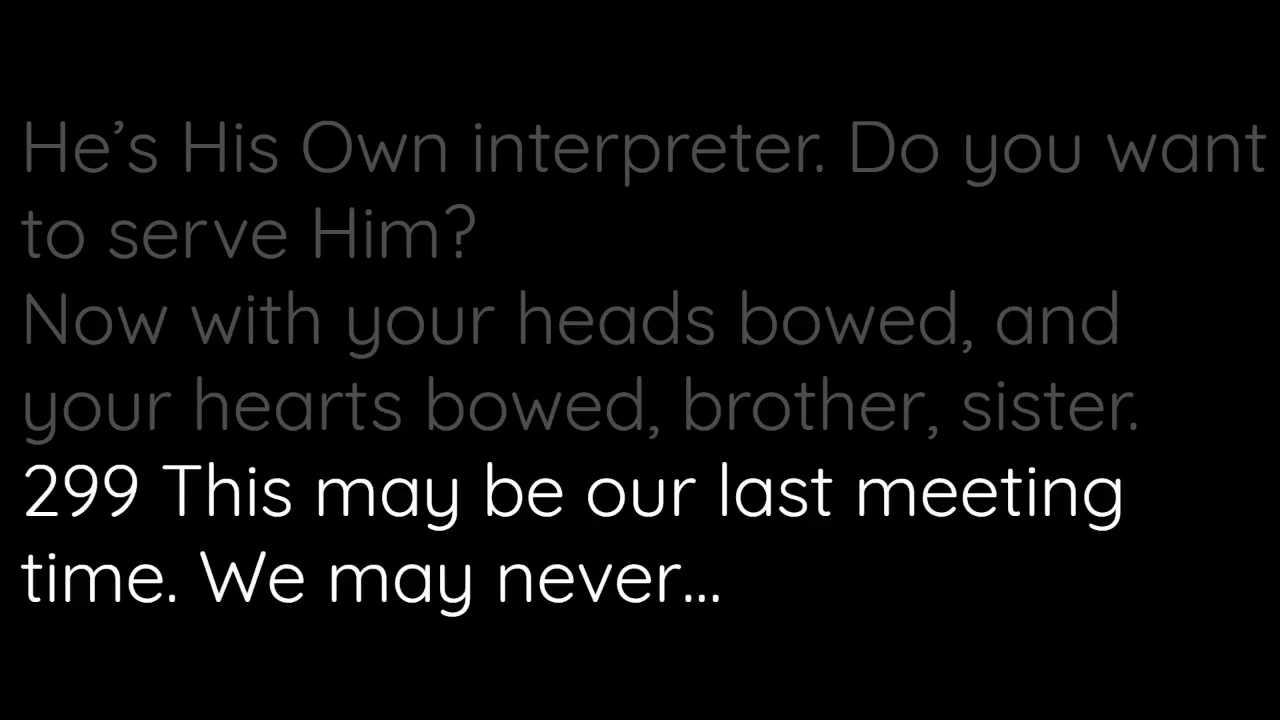 He’s His Own interpreter. Do you want
to serve Him?
Now with your heads bowed, and
your hearts bowed, brother, sister.
299 This may be our last meeting
time. We may never...